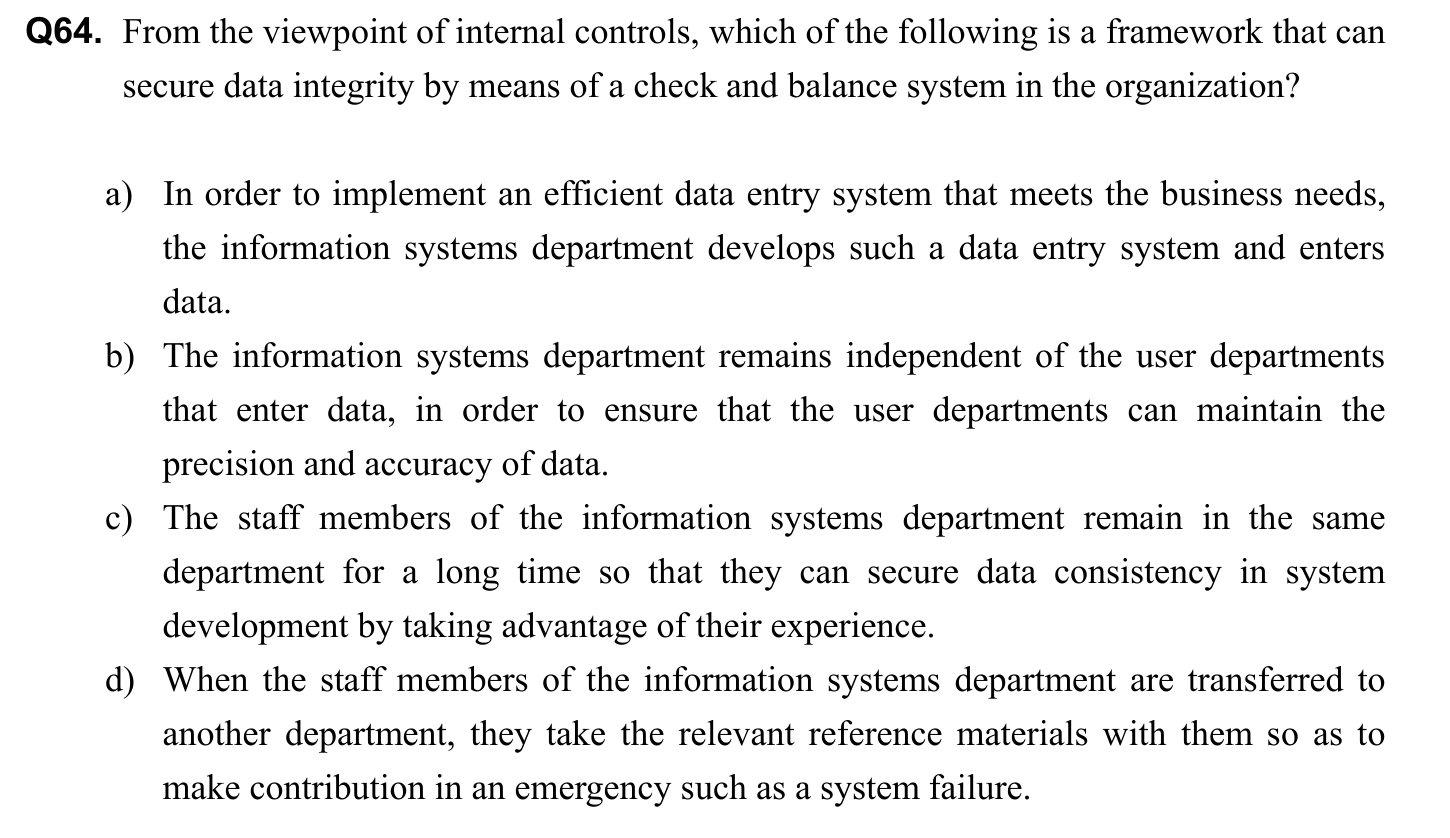 Q64. From the viewpoint of internal controls, which of the following is a framework that can
secure data integrity by means of a check and balance system in the organization?
a) In order to implement an efficient data entry system that meets the business needs,
the information systems department develops such a data entry system and enters
data.
b) The information systems department remains independent of the user departments
that enter data, in order to ensure that the user departments can maintain the
precision and accuracy of data.
c) The staff members of the information systems department remain in the same
department for a long time so that they can secure data consistency in system
development by taking advantage of their experience.
d) When the staff members of the information systems department are transferred to
another department, they take the relevant reference materials with them so as to
make contribution in an emergency such as a system failure.